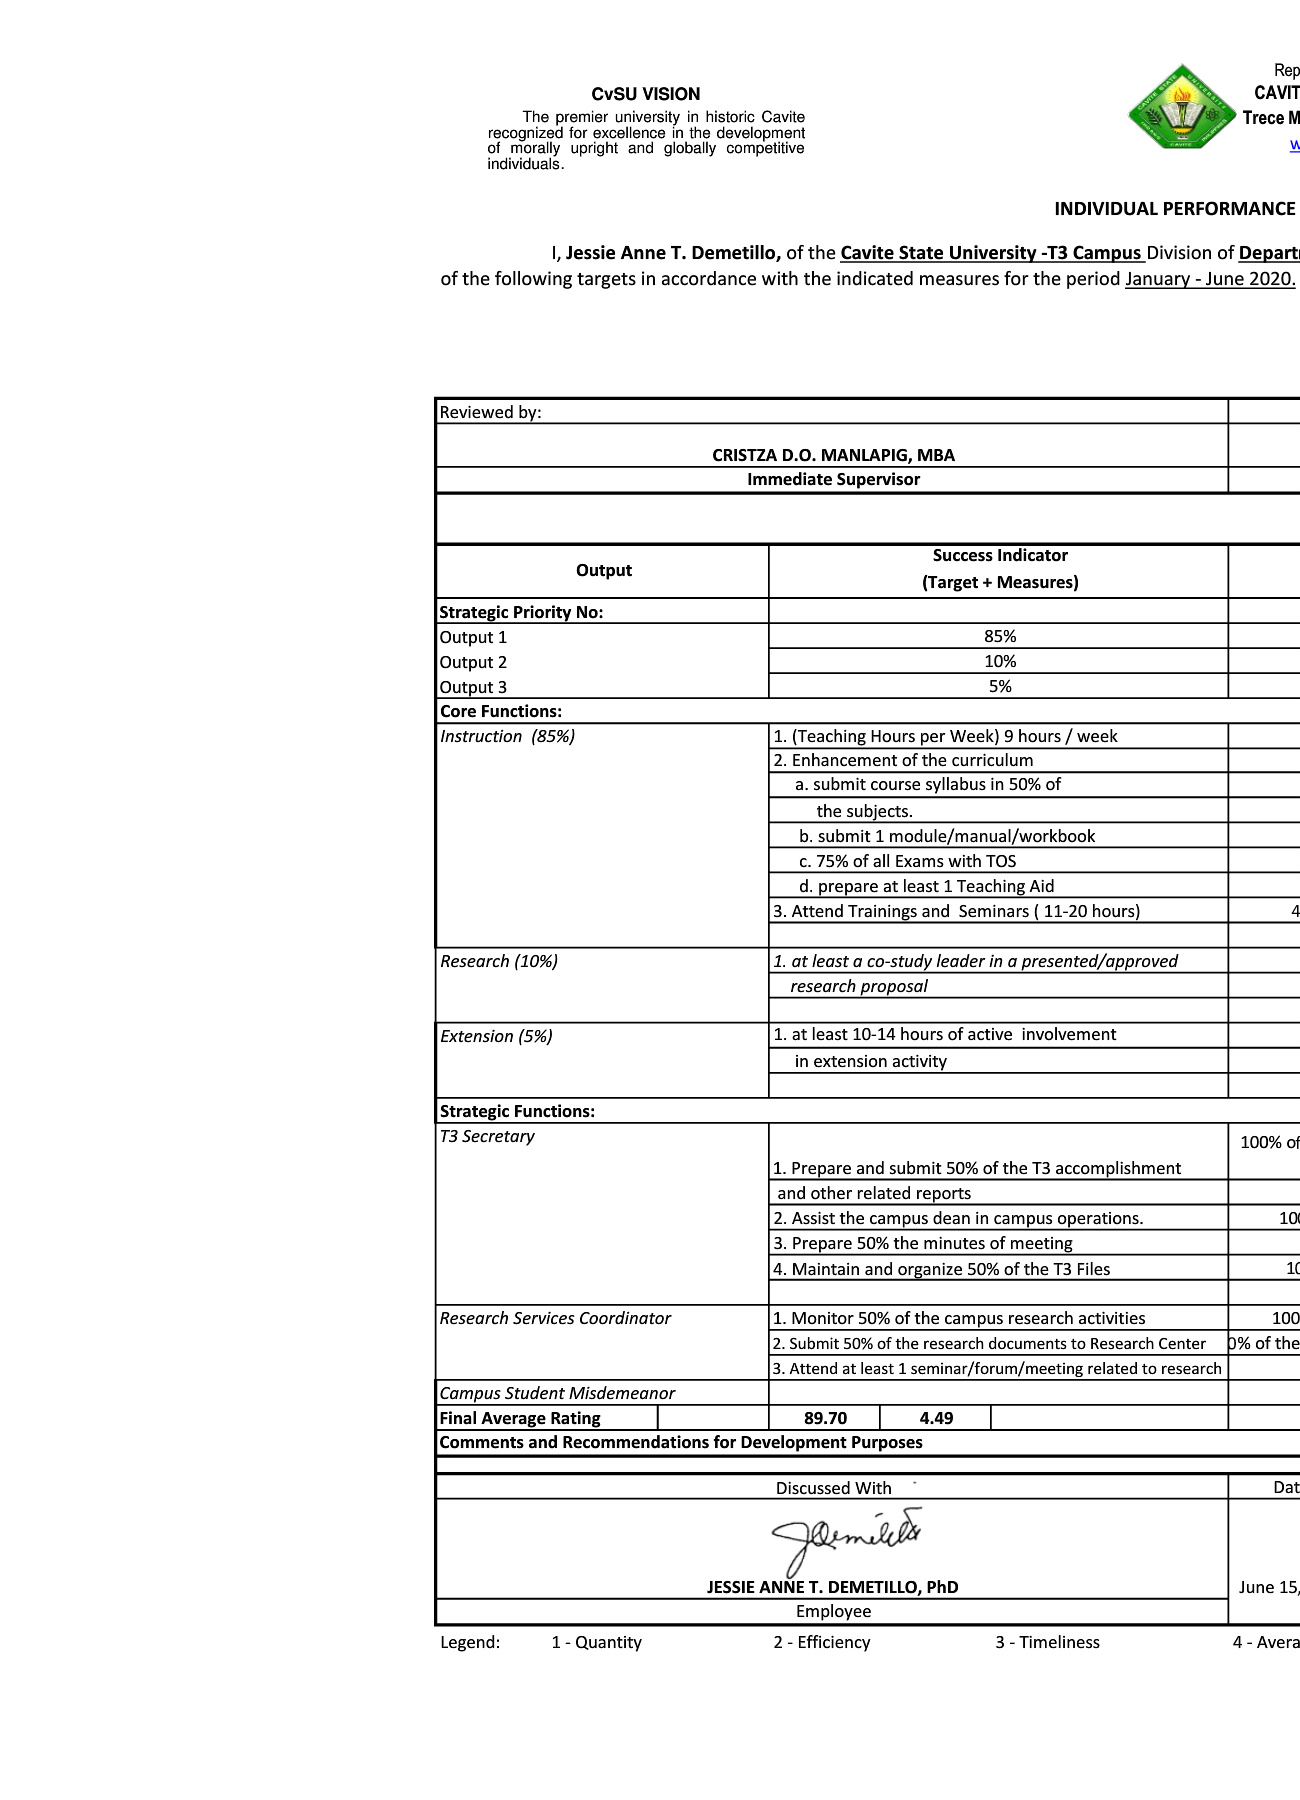 CvSU VISION
The premier university in historic Cavite
recognized for excellence in the development
of morally upright and globally competitive
individuals.
Rep
CAVIT
Trece M
w
CAVITE STATE UNIVERSITY
CAVITE
INDIVIDUAL PERFORMANCE
I, Jessie Anne T. Demetillo, of the Cavite State University -T3 Campus Division of Departm
of the following targets in accordance with the indicated measures for the period January - June 2020.
Reviewed by:
CRISTZA D.O. MANLAPIG, MBA
Immediate Supervisor
Output
Success Indicator
(Target + Measures)
Strategic Priority No:
Output 1 85%
Output 2 10%
Output 3 5%
Core Functions:
Instruction (85%) 1. (Teaching Hours per Week) 9 hours / week
2. Enhancement of the curriculum
a. submit course syllabus in 50% of
the subjects.
b. submit 1 module/manual/workbook
c. 75% of all Exams with TOS
d. prepare at least 1 Teaching Aid
3. Attend Trainings and Seminars ( 11-20 hours) 4
Research (10%) 1. at least a co-study leader in a presented/approved
research proposal
Extension (5%) 1. at least 10-14 hours of active involvement
in extension activity
Strategic Functions:
T3 Secretary
100% of
1. Prepare and submit 50% of the T3 accomplishment
and other related reports
2. Assist the campus dean in campus operations. 100
3. Prepare 50% the minutes of meeting
4. Maintain and organize 50% of the T3 Files 10
Research Services Coordinator 1. Monitor 50% of the campus research activities 100
2. Submit 50% of the research documents to Research Center 0% of the
3. Attend at least 1 seminar/forum/meeting related to research
Campus Student Misdemeanor
Final Average Rating 89.70 4.49
Comments and Recommendations for Development Purposes
Discussed With Dat
JDemetillo
JESSIE ANNE T. DEMETILLO, PhD June 15,
Employee
Legend: 1 - Quantity 2 - Efficiency 3 - Timeliness 4 - Avera